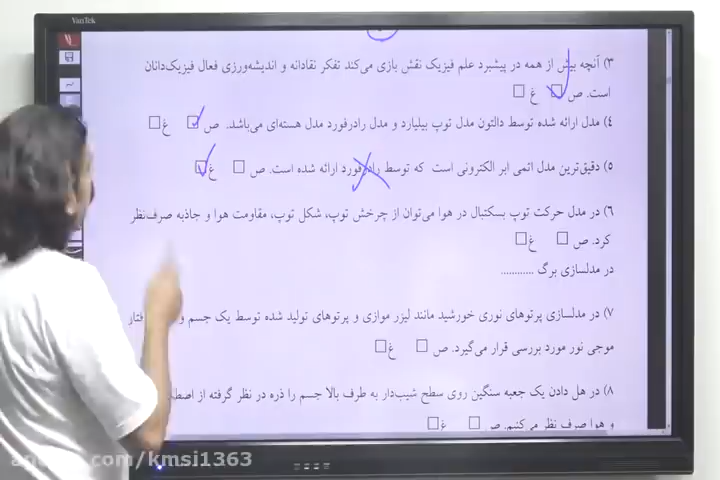 VanTek
۳) آنچه بیش از همه در پیشبرد علم فیزیک نقش بازی می‌کند تفکر نقادانه و اندیشه‌ورزی فعال فیزیک‌دانان
است. ص □ غ □
۴) مدل ارائه شده توسط دالتون مدل توپ بیلیارد و مدل رادرفورد مدل هسته‌ای می‌باشد. ص □ غ □
۵) دقیق‌ترین مدل اتمی ابر الکترونی است که توسط رادرفورد ارائه شده است. ص □ غ □
۶) در مدل حرکت توپ بسکتبال در هوا می‌توان از چرخش توپ، شکل توپ، مقاومت هوا و جاذبه صرف‌نظر
کرد. ص □ غ □
در مدلسازی برگ ............
۷) در مدلسازی پرتوهای نوری خورشید مانند لیزر موازی و پرتوهای تولید شده توسط یک جسم و
موجی نور مورد بررسی قرار می‌گیرد. ص □ غ □
۸) در هل دادن یک جعبه سنگین روی سطح شیب‌دار به طرف بالا جسم را ذره در نظر گرفته از
و هوا صرف نظر می‌کنیم. ص □ غ □
com/kmsi1363